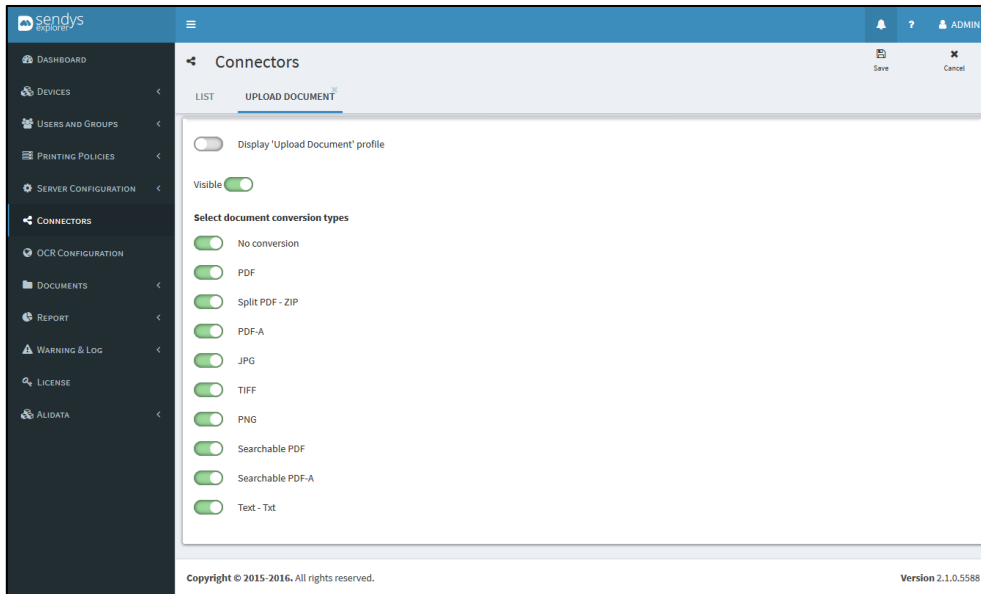 sendys
explorer
ADMIN
DASHBOARD
DEVICES
USERS AND GROUPS
PRINTING POLICIES
SERVER CONFIGURATION
CONNECTORS
OCR CONFIGURATION
DOCUMENTS
REPORT
WARNING & LOG
LICENSE
ALIDATA
Connectors
Save
Cancel
LIST
UPLOAD DOCUMENT
Display 'Upload Document' profile
Visible
Select document conversion types
No conversion
PDF
Split PDF - ZIP
PDF-A
JPG
TIFF
PNG
Searchable PDF
Searchable PDF-A
Text - Txt
Copyright © 2015-2016. All rights reserved.
Version 2.1.0.5588